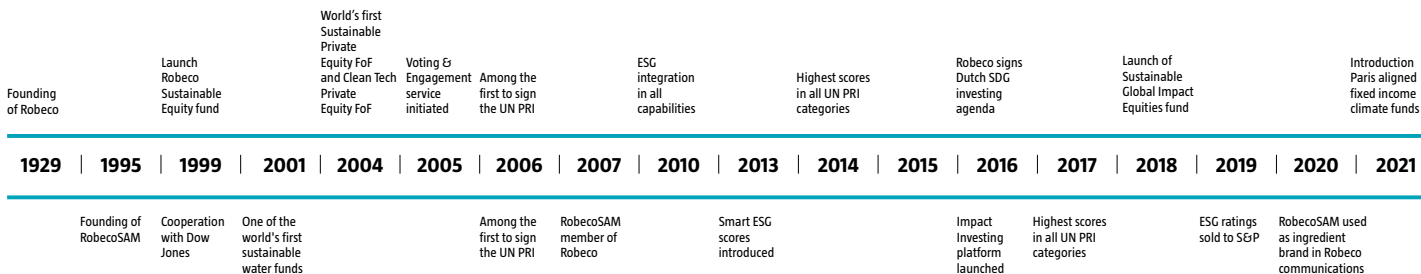 Founding
of Robeco
Launch
Robeco
Sustainable
Equity fund
World's first
Sustainable
Private
Equity FoF
and Clean Tech
Private
Equity FoF
Voting &
Engagement
service
initiated
Among the
first to sign
the UN PRI
ESG
integration
in all
capabilities
Highest scores
in all UN PRI
categories
Robeco signs
Dutch SDG
investing
agenda
Launch of
Sustainable
Global Impact
Equities fund
Introduction
Paris aligned
fixed income
climate funds
1929 | 1995 | 1999 | 2001 | 2004 | 2005 | 2006 | 2007 | 2010 | 2013 | 2014 | 2015 | 2016 | 2017 | 2018 | 2019 | 2020 | 2021
Founding of
RobecoSAM
Cooperation
with Dow
Jones
One of the
world's first
sustainable
water funds
Among the
first to sign
the UN PRI
RobecoSAM
member of
Robeco
Smart ESG
scores
introduced
Impact
Investing
platform
launched
Highest scores
in all UN PRI
categories
ESG ratings
sold to S&P
RobecoSAM used
as ingredient
brand in Robeco
communications